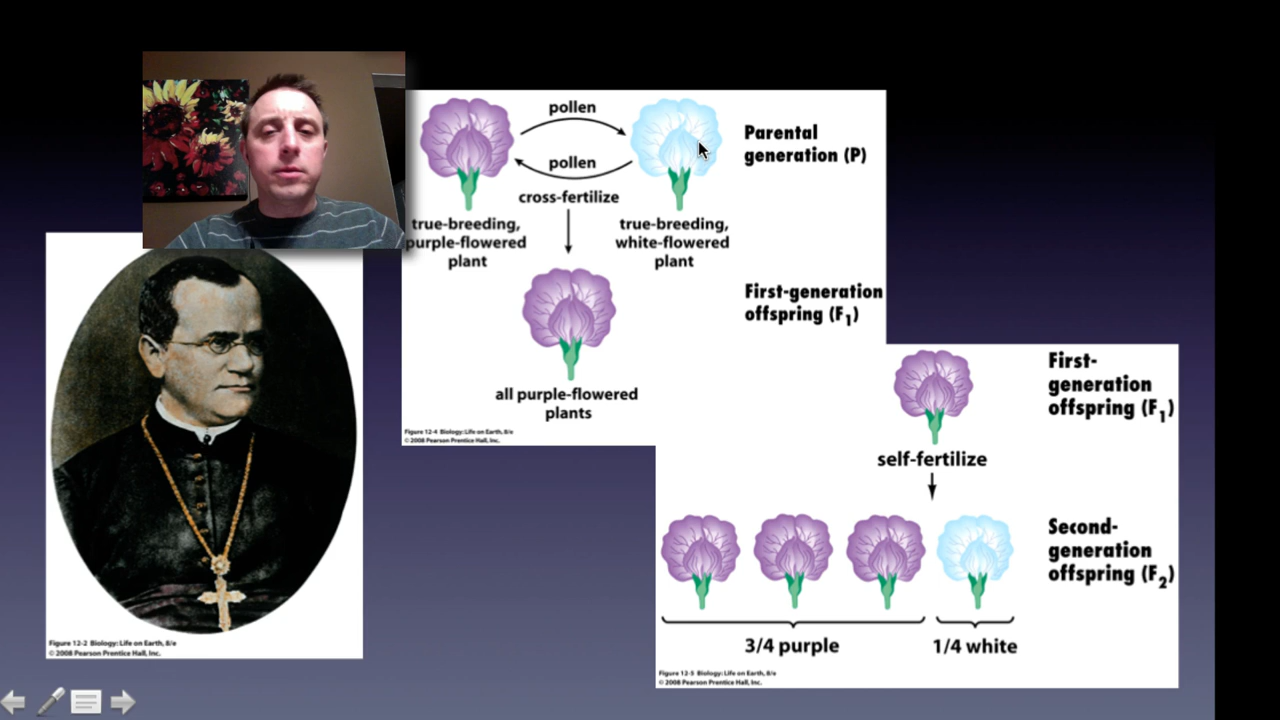 pollen
pollen
cross-fertilize
true-breeding,
purple-flowered
plant
true-breeding,
white-flowered
plant
Parental
generation (P)
First-generation
offspring (F1)
all purple-flowered
plants
Figure 12-4 Biology: Life on Earth, 8/e
© 2008 Pearson Prentice Hall, Inc.
First-
generation
offspring (F1)
self-fertilize
Second-
generation
offspring (F2)
3/4 purple
1/4 white
Figure 12-5 Biology: Life on Earth, 8/e
© 2008 Pearson Prentice Hall, Inc.
Figure 12-2 Biology: Life on Earth, 8/e
© 2008 Pearson Prentice Hall, Inc.